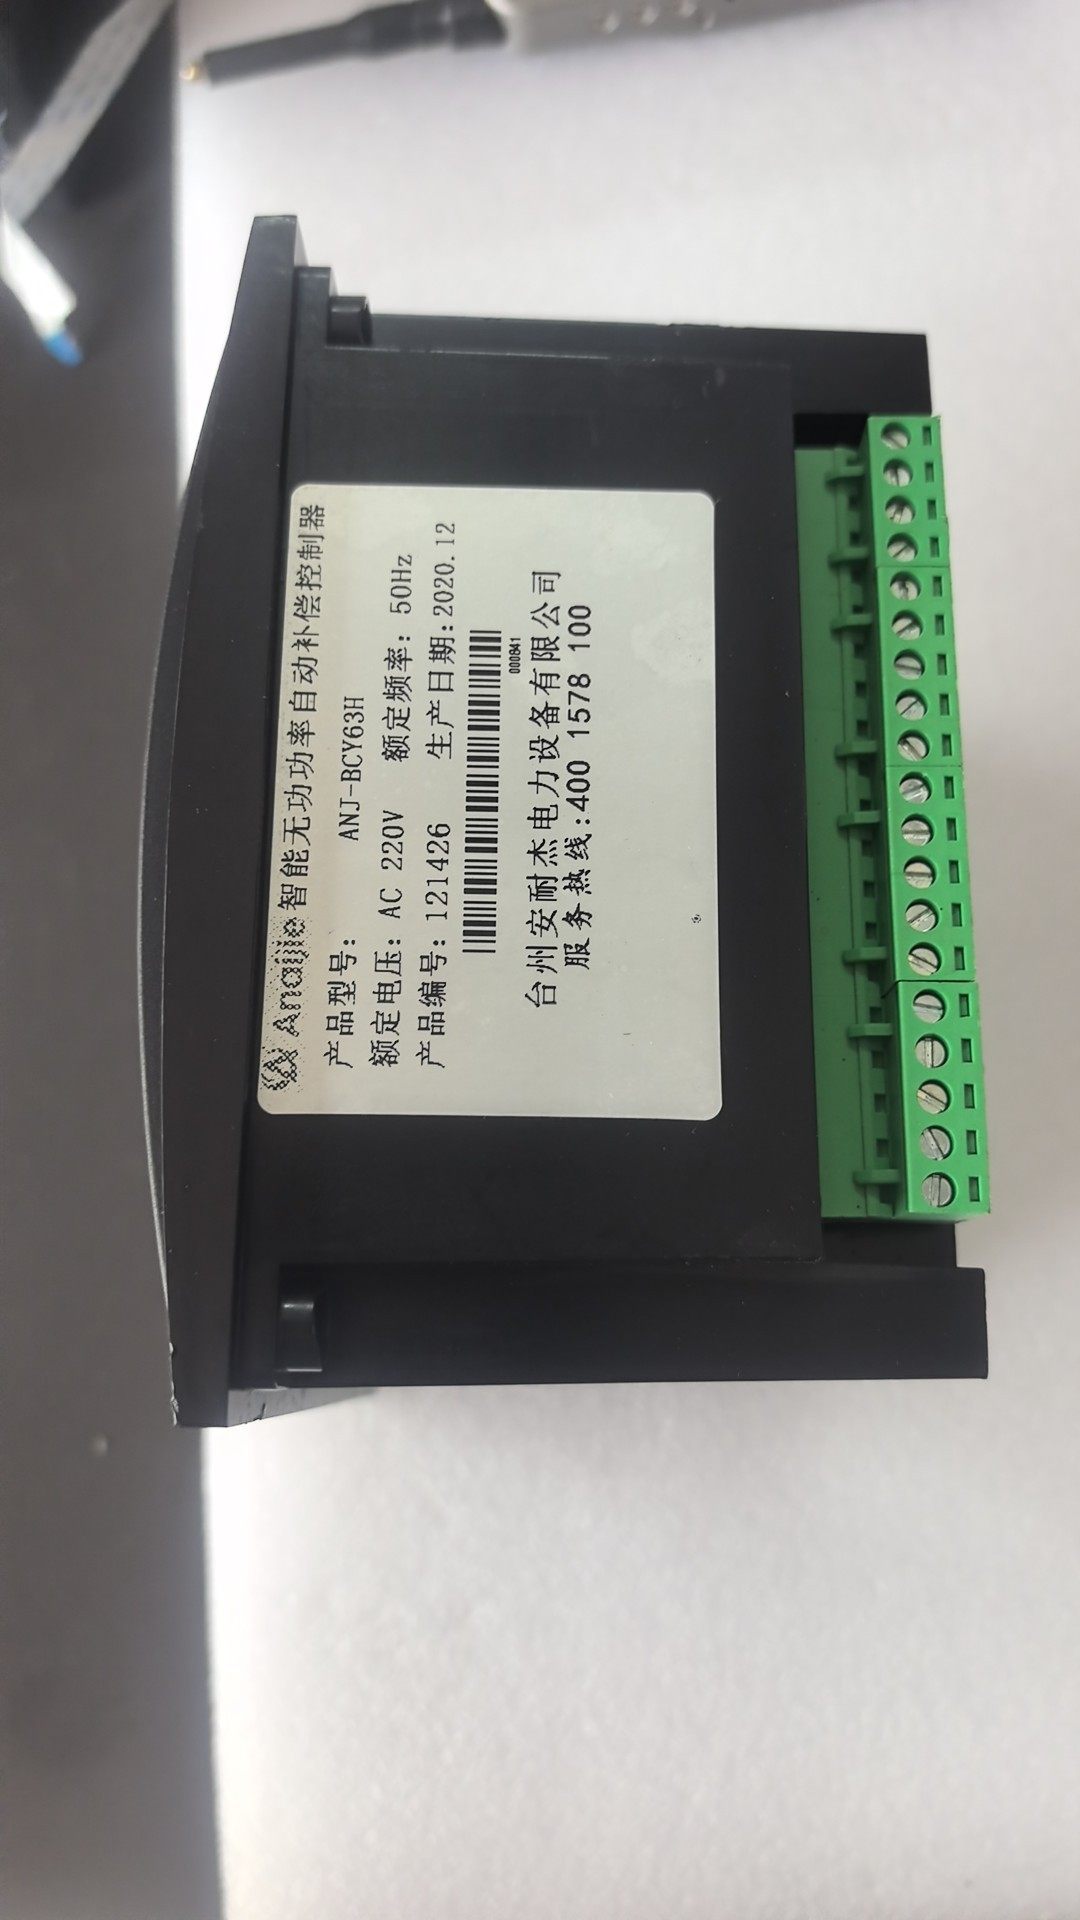 Anaijie 智能无功功率自动补偿控制器
产品型号: ANJ-BCY63H
额定电压: AC 220V 额定频率: 50Hz
产品编号: 121426 生产日期:2020.12
000841
台州安耐杰电力设备有限公司
服务热线:400 1578 100